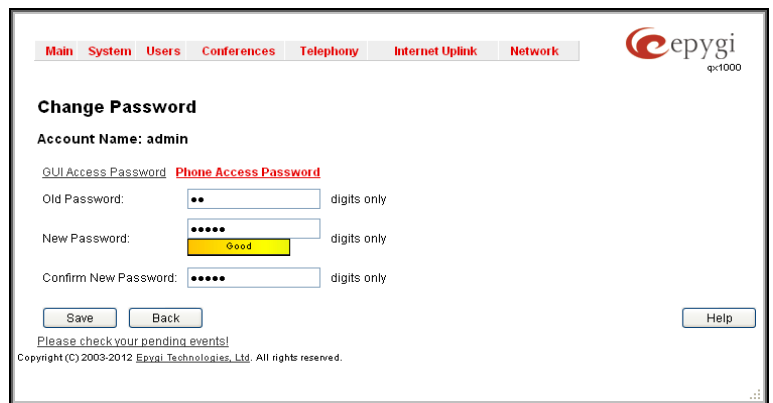 epygi
qx1000
Main System Users Conferences Telephony Internet Uplink Network
Change Password
Account Name: admin
GUI Access Password Phone Access Password
Old Password: •• digits only
New Password: ••••• digits only
Good
Confirm New Password: ••••• digits only
Save Back Help
Please check your pending events!
Copyright (C) 2003-2012 Epygi Technologies, Ltd. All rights reserved.